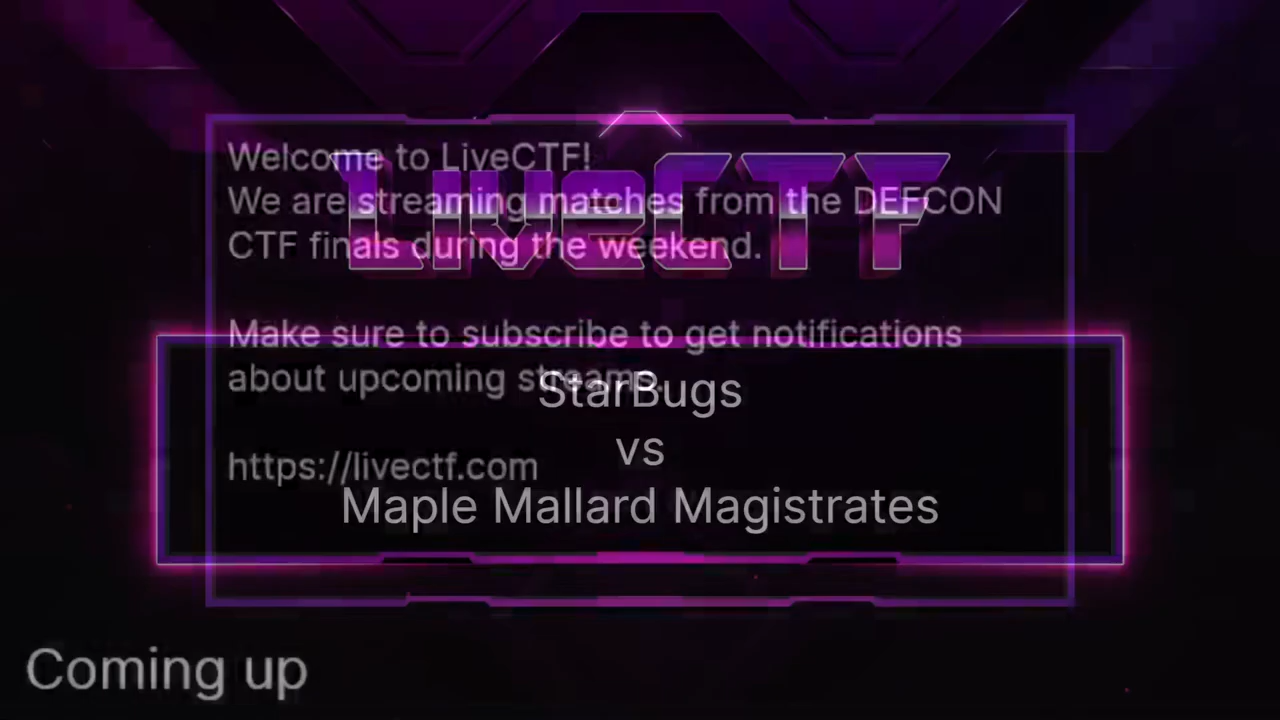 Welcome to LiveCTF!
We are streaming matches from the DEFCON
CTF finals during the weekend.
Make sure to subscribe to get notifications
about upcoming streams.
https://livectf.com
LiveCTF
StarBugs
vs
Maple Mallard Magistrates
Coming up